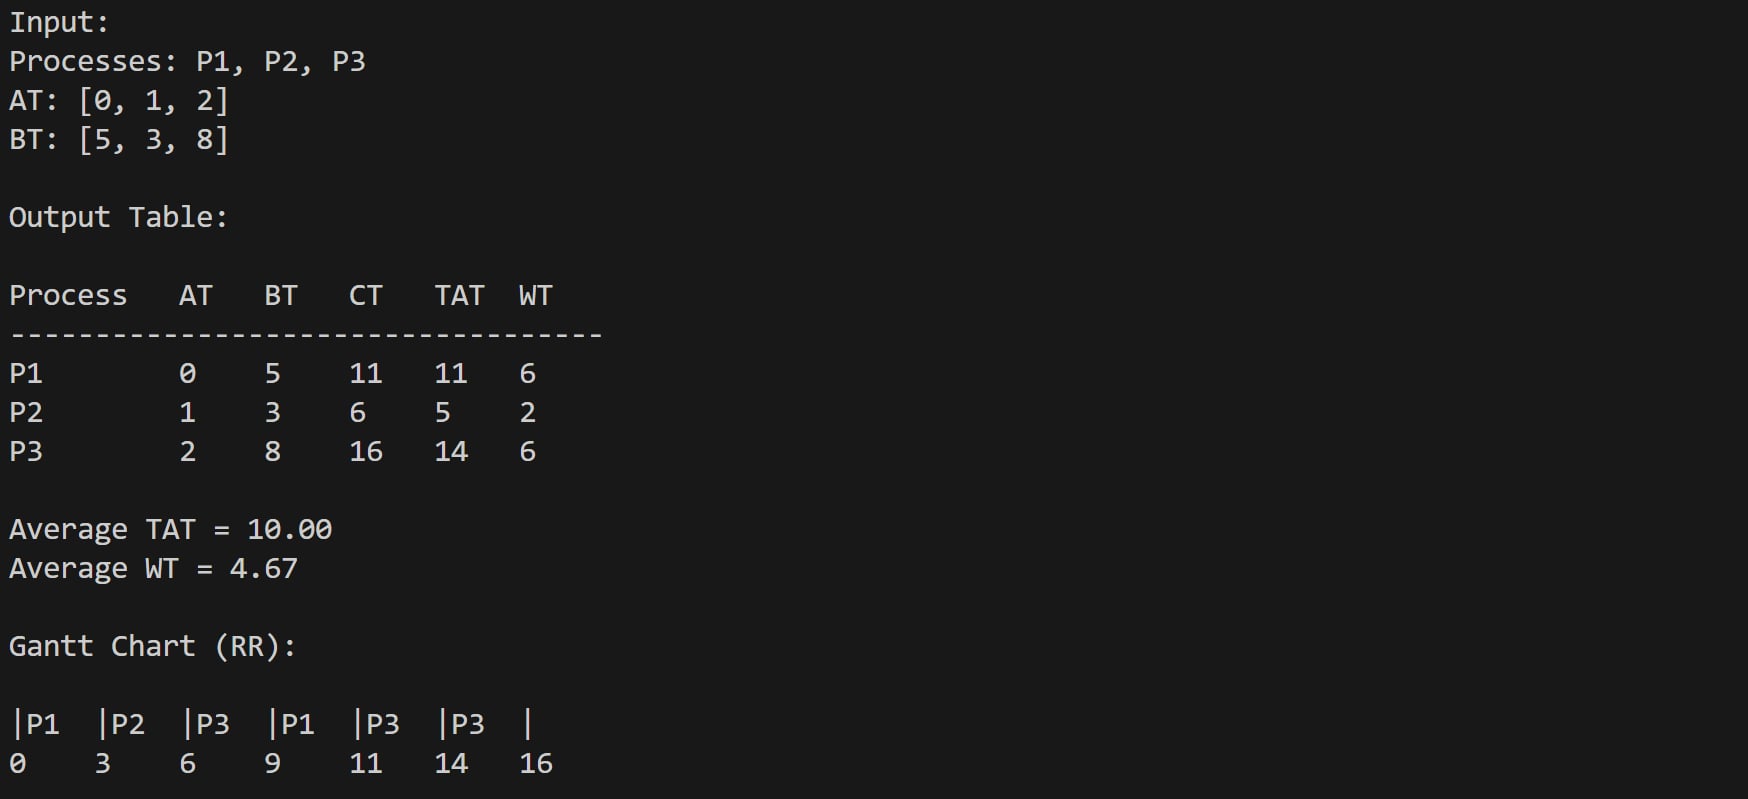 Input:
Processes: P1, P2, P3
AT: [0, 1, 2]
BT: [5, 3, 8]
Output Table:
Process   AT   BT   CT   TAT  WT
-----------------------------------
P1        0    5    11   11   6
P2        1    3    6    5    2
P3        2    8    16   14   6
Average TAT = 10.00
Average WT = 4.67
Gantt Chart (RR):
|P1  |P2  |P3  |P1  |P3  |P3  |
0    3    6    9    11   14   16